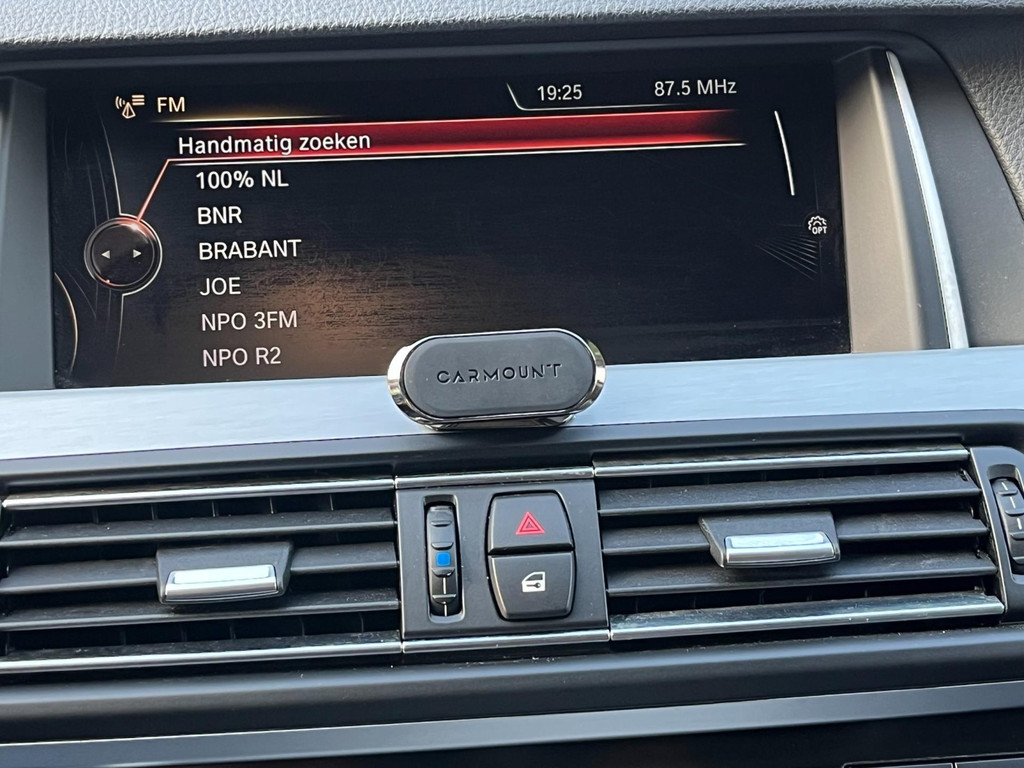 FM
19:25
87.5 MHz
Handmatig zoeken
100% NL
BNR
BRABANT
JOE
NPO 3FM
NPO R2
OPT
CARMOUNT